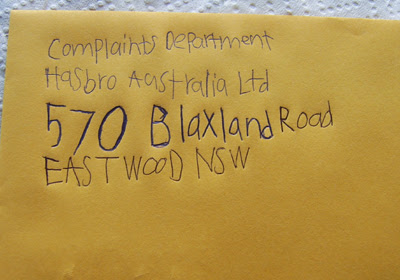 Complaints Department
Hasbro Australia Ltd
570 Blaxland Road
EASTWOOD NSW